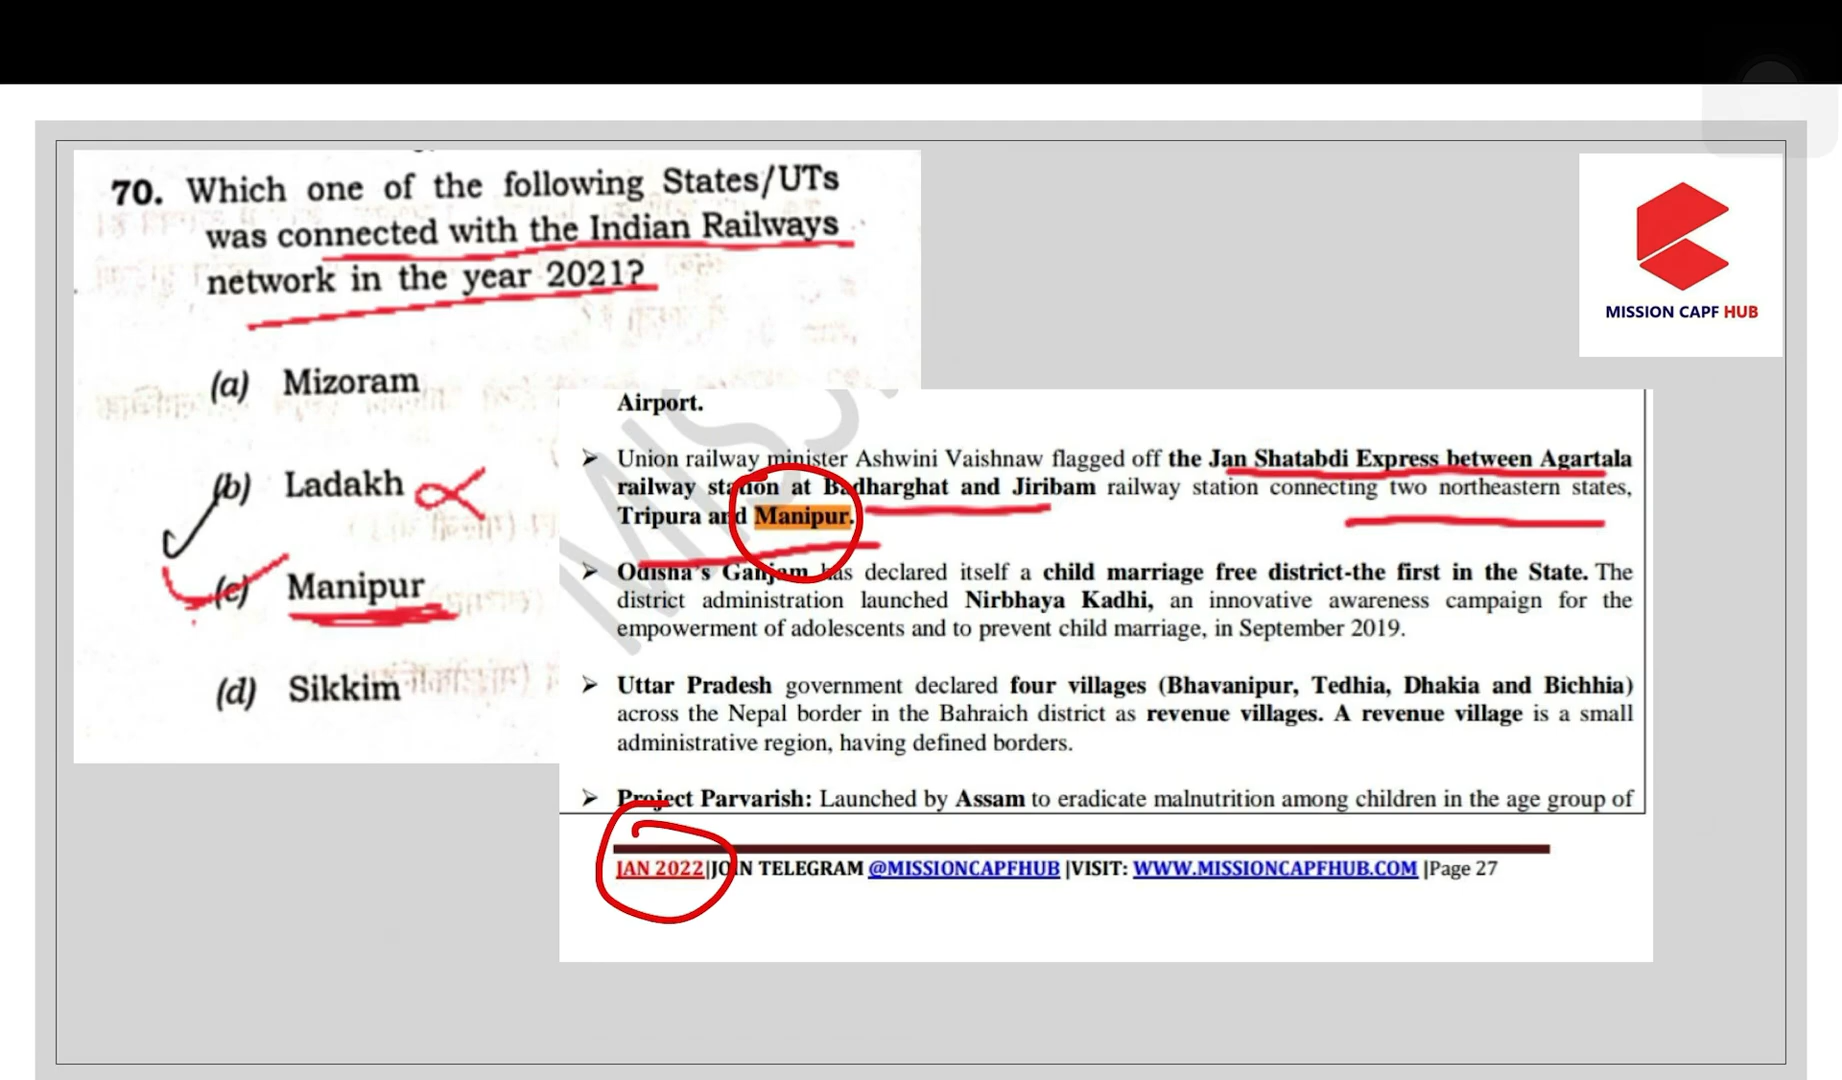 70. Which one of the following States/UTs
was connected with the Indian Railways
network in the year 2021?
(a) Mizoram
(b) Ladakh
(c) Manipur
(d) Sikkim
MISSION CAPF HUB
Airport.
➢ Union railway minister Ashwini Vaishnaw flagged off the Jan Shatabdi Express between Agartala
railway station at Badharghat and Jiribam railway station connecting two northeastern states,
Tripura and Manipur.
➢ Odisha's Ganjam has declared itself a child marriage free district-the first in the State. The
district administration launched Nirbhaya Kadhi, an innovative awareness campaign for the
empowerment of adolescents and to prevent child marriage, in September 2019.
➢ Uttar Pradesh government declared four villages (Bhavanipur, Tedhia, Dhakia and Bichhia)
across the Nepal border in the Bahraich district as revenue villages. A revenue village is a small
administrative region, having defined borders.
➢ Project Parvarish: Launched by Assam to eradicate malnutrition among children in the age group of
JAN 2022|JOIN TELEGRAM @MISSIONCAPFHUB |VISIT: WWW.MISSIONCAPFHUB.COM |Page 27